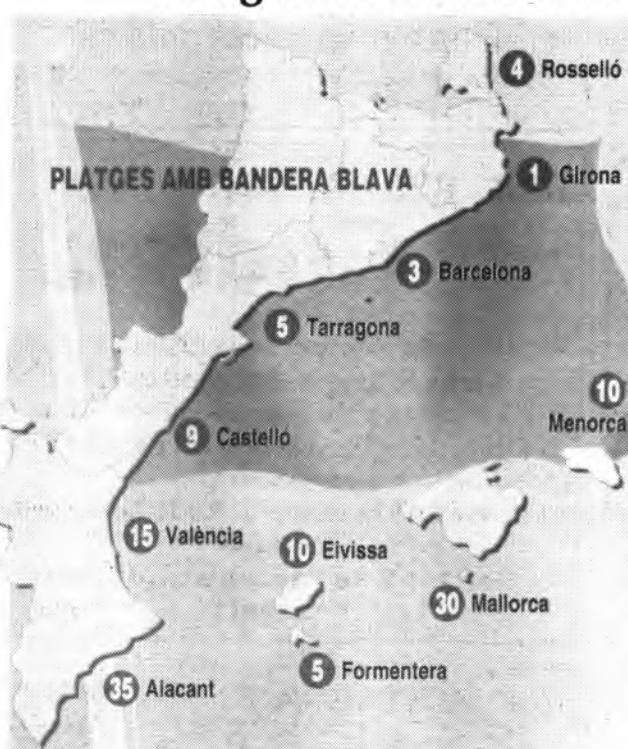 4 Rosselló
PLATGES AMB BANDERA BLAVA
1 Girona
3 Barcelona
5 Tarragona
10
Menorca
9 Castelló
15 València
10 Eivissa
30 Mallorca
5 Formentera
35 Alacant